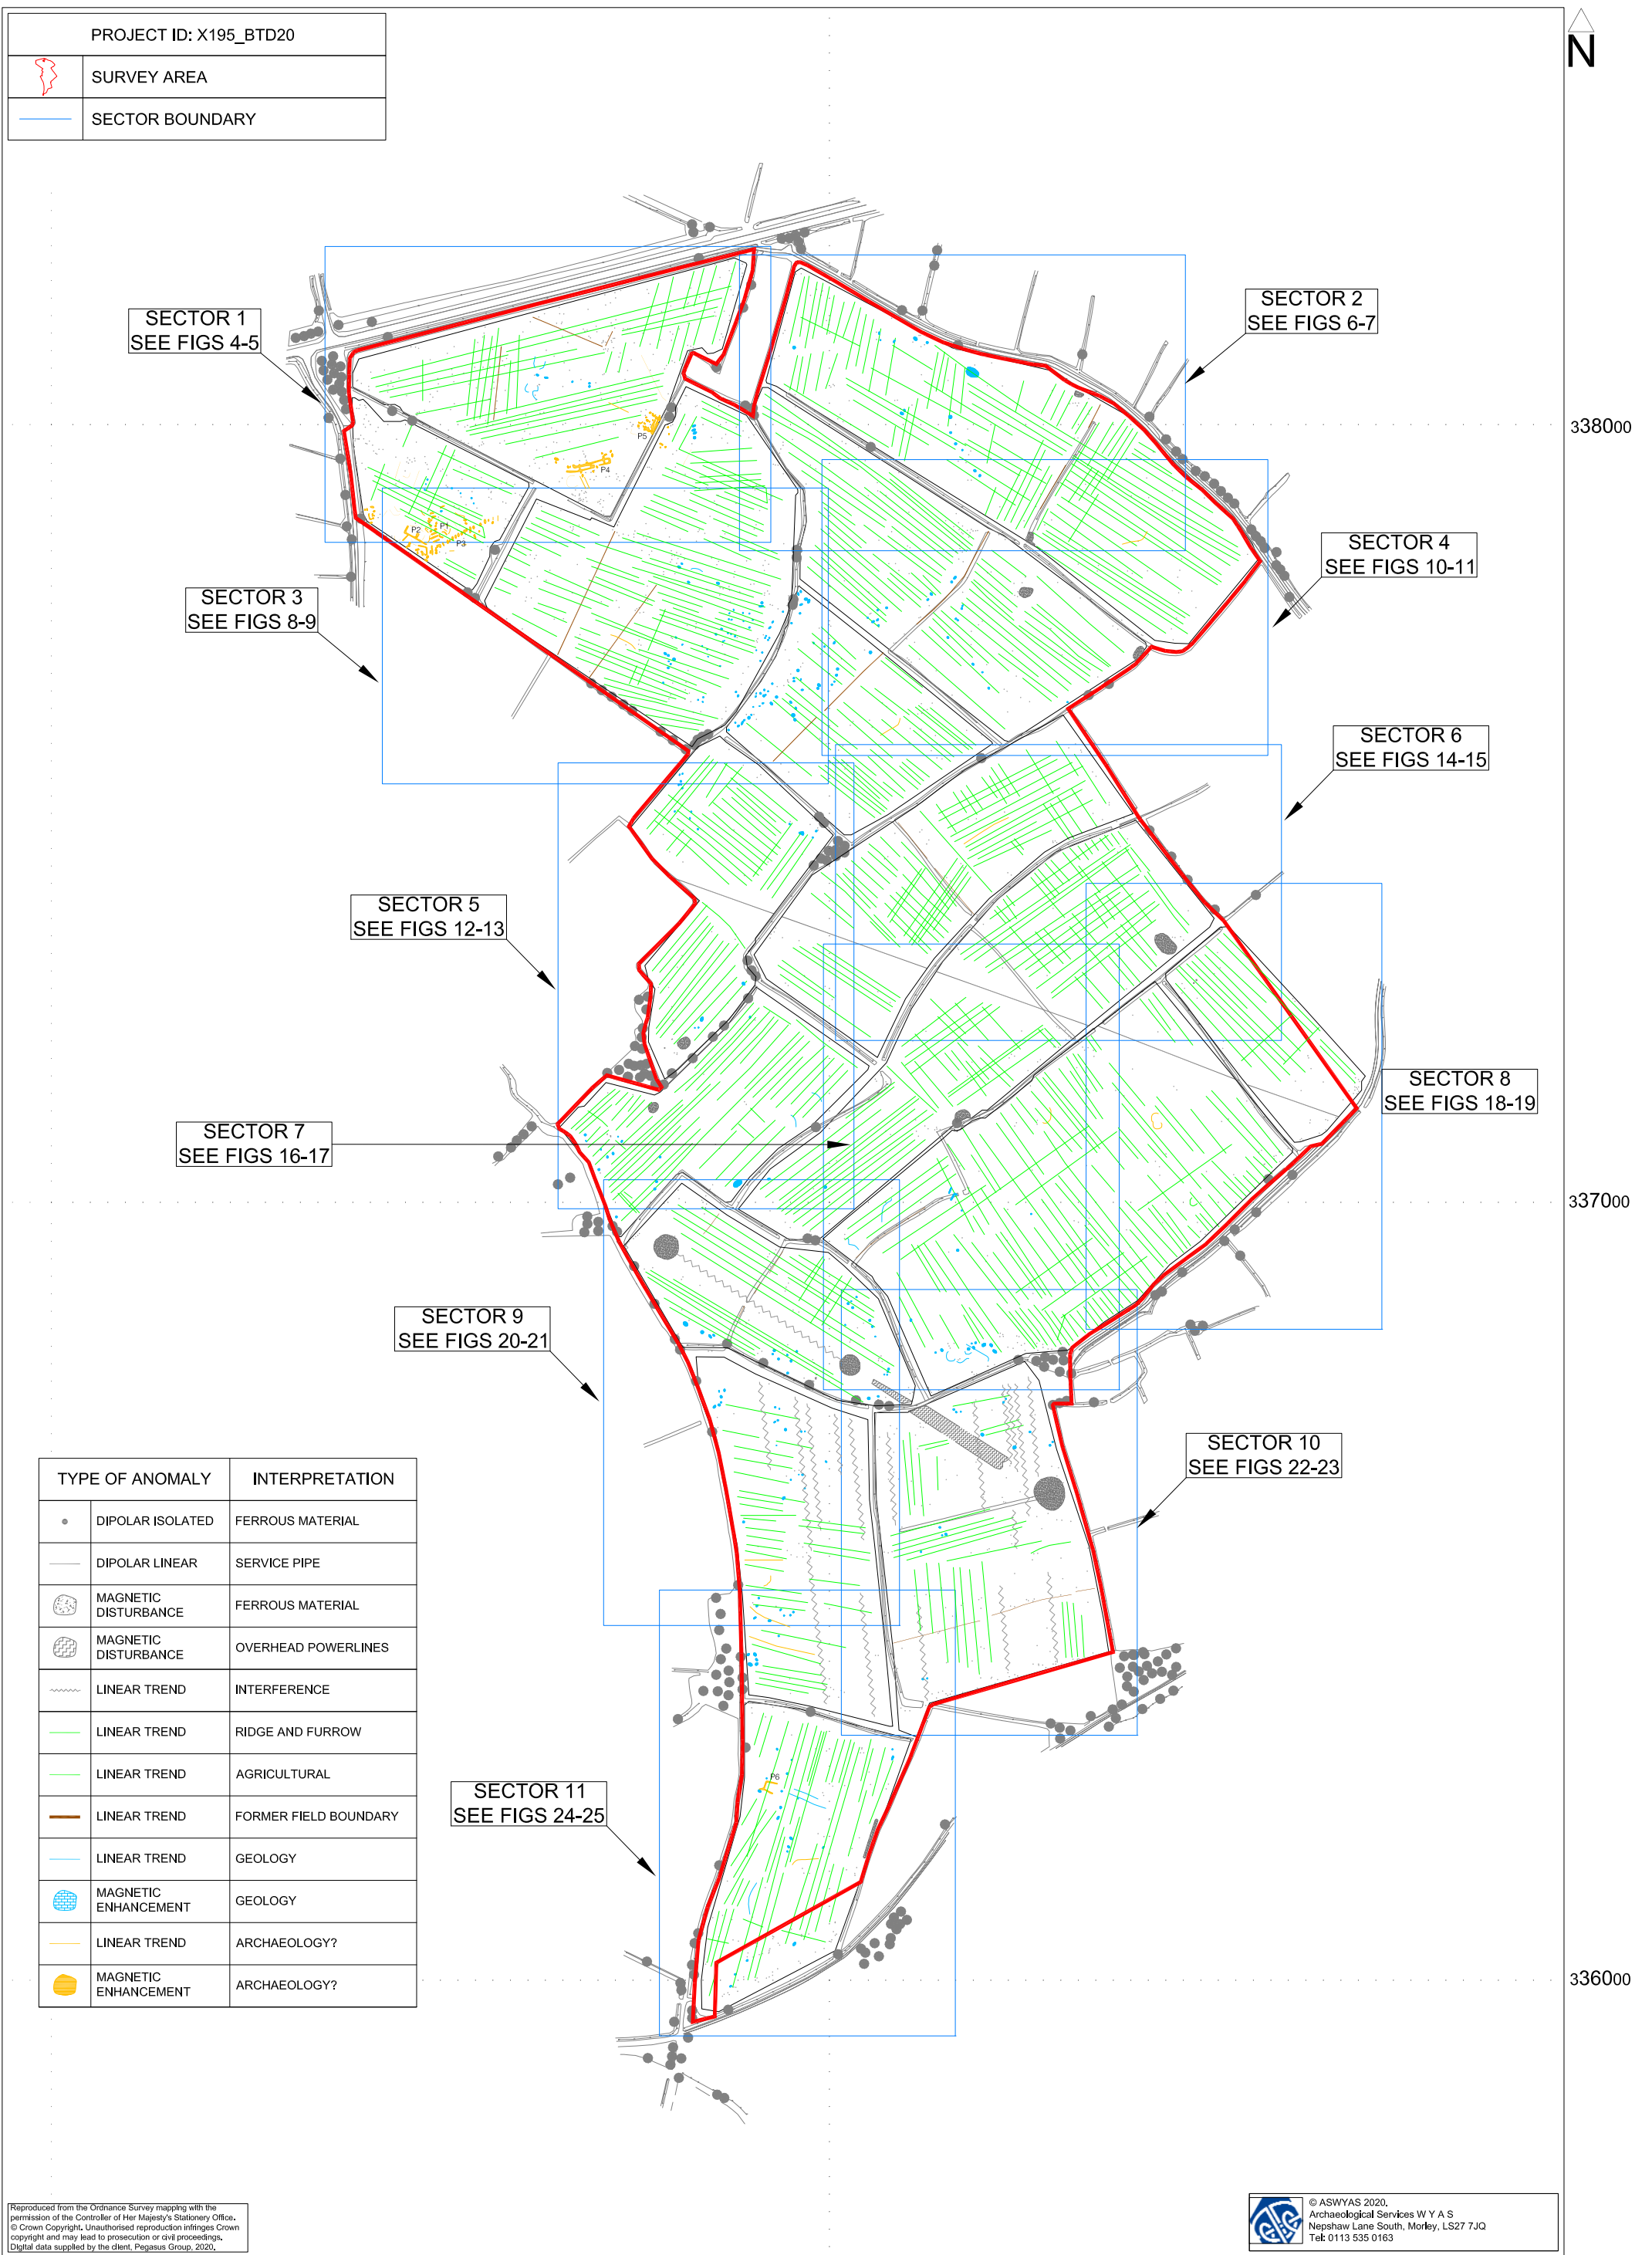 PROJECT ID: X195_BTD20
SURVEY AREA
SECTOR BOUNDARY
N
SECTOR 1
SEE FIGS 4-5
SECTOR 2
SEE FIGS 6-7
338000
P5
P4
P1
P2
P3
SECTOR 4
SEE FIGS 10-11
SECTOR 3
SEE FIGS 8-9
SECTOR 6
SEE FIGS 14-15
SECTOR 5
SEE FIGS 12-13
SECTOR 8
SEE FIGS 18-19
SECTOR 7
SEE FIGS 16-17
337000
SECTOR 9
SEE FIGS 20-21
SECTOR 10
SEE FIGS 22-23
TYPE OF ANOMALY INTERPRETATION
DIPOLAR ISOLATED FERROUS MATERIAL
DIPOLAR LINEAR SERVICE PIPE
MAGNETIC
DISTURBANCE FERROUS MATERIAL
MAGNETIC
DISTURBANCE OVERHEAD POWERLINES
LINEAR TREND INTERFERENCE
LINEAR TREND RIDGE AND FURROW
LINEAR TREND AGRICULTURAL
LINEAR TREND FORMER FIELD BOUNDARY
LINEAR TREND GEOLOGY
MAGNETIC
ENHANCEMENT GEOLOGY
LINEAR TREND ARCHAEOLOGY?
MAGNETIC
ENHANCEMENT ARCHAEOLOGY?
P6
SECTOR 11
SEE FIGS 24-25
336000
Reproduced from the Ordnance Survey mapping with the
permission of the Controller of Her Majesty's Stationery Office.
© Crown Copyright. Unauthorised reproduction infringes Crown
copyright and may lead to prosecution or civil proceedings.
Digital data supplied by the client, Pegasus Group, 2020.
© ASWYAS 2020.
Archaeological Services W Y A S
Nepshaw Lane South, Morley, LS27 7JQ
Tel: 0113 535 0163